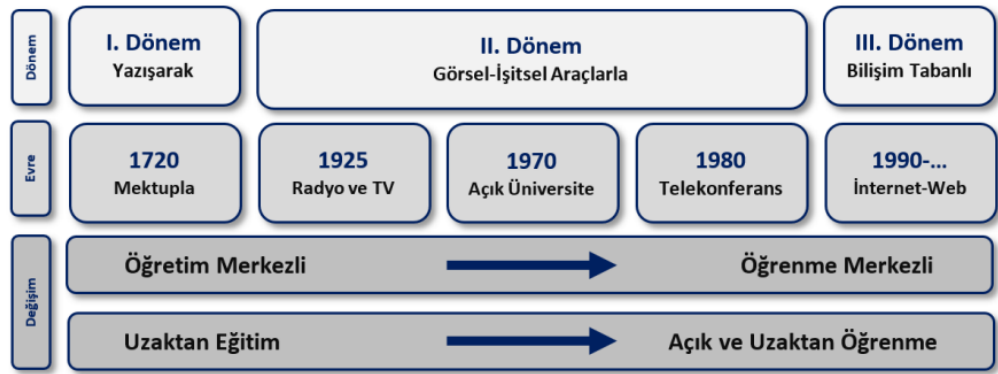 Dönem
I. Dönem
Yazışarak
II. Dönem
Görsel-İşitsel Araçlarla
III. Dönem
Bilişim Tabanlı
Evre
1720
Mektupla
1925
Radyo ve TV
1970
Açık Üniversite
1980
Telekonferans
1990-...
İnternet-Web
Değişim
Öğretim Merkezli
Öğrenme Merkezli
Uzaktan Eğitim
Açık ve Uzaktan Öğrenme